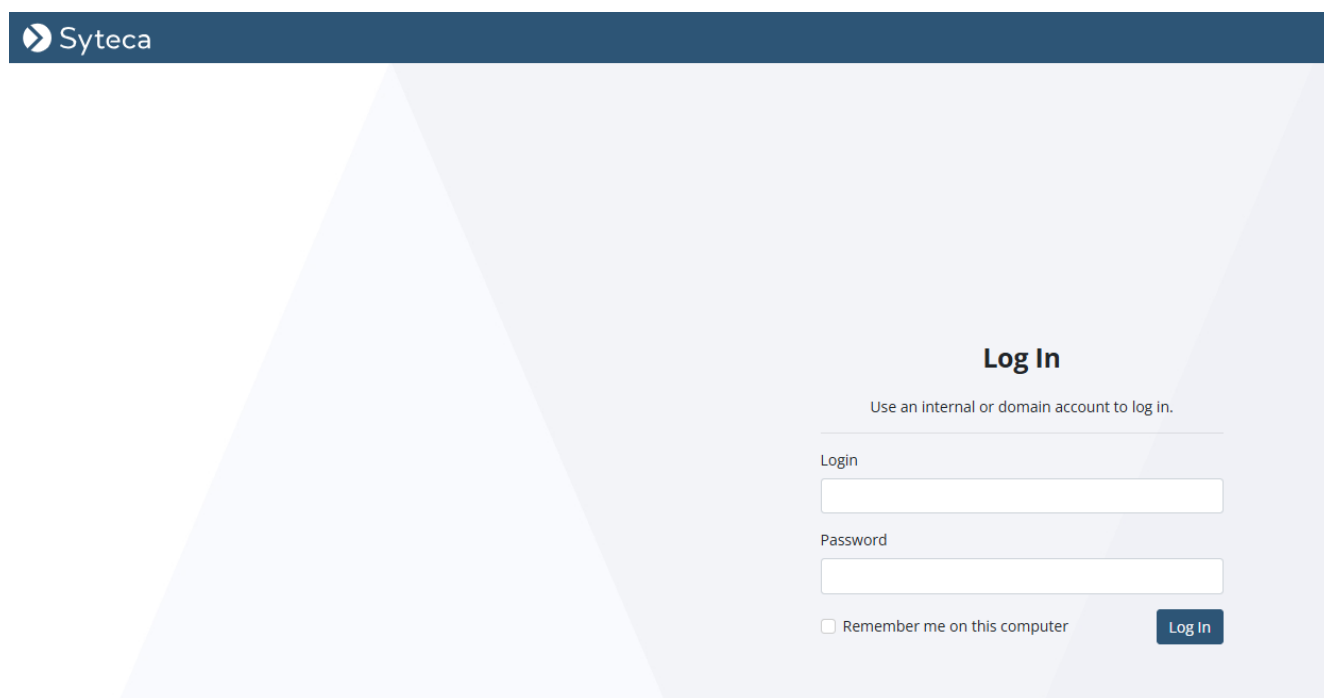 Syteca
Log In
Use an internal or domain account to log in.
Login
Password
Remember me on this computer
Log In